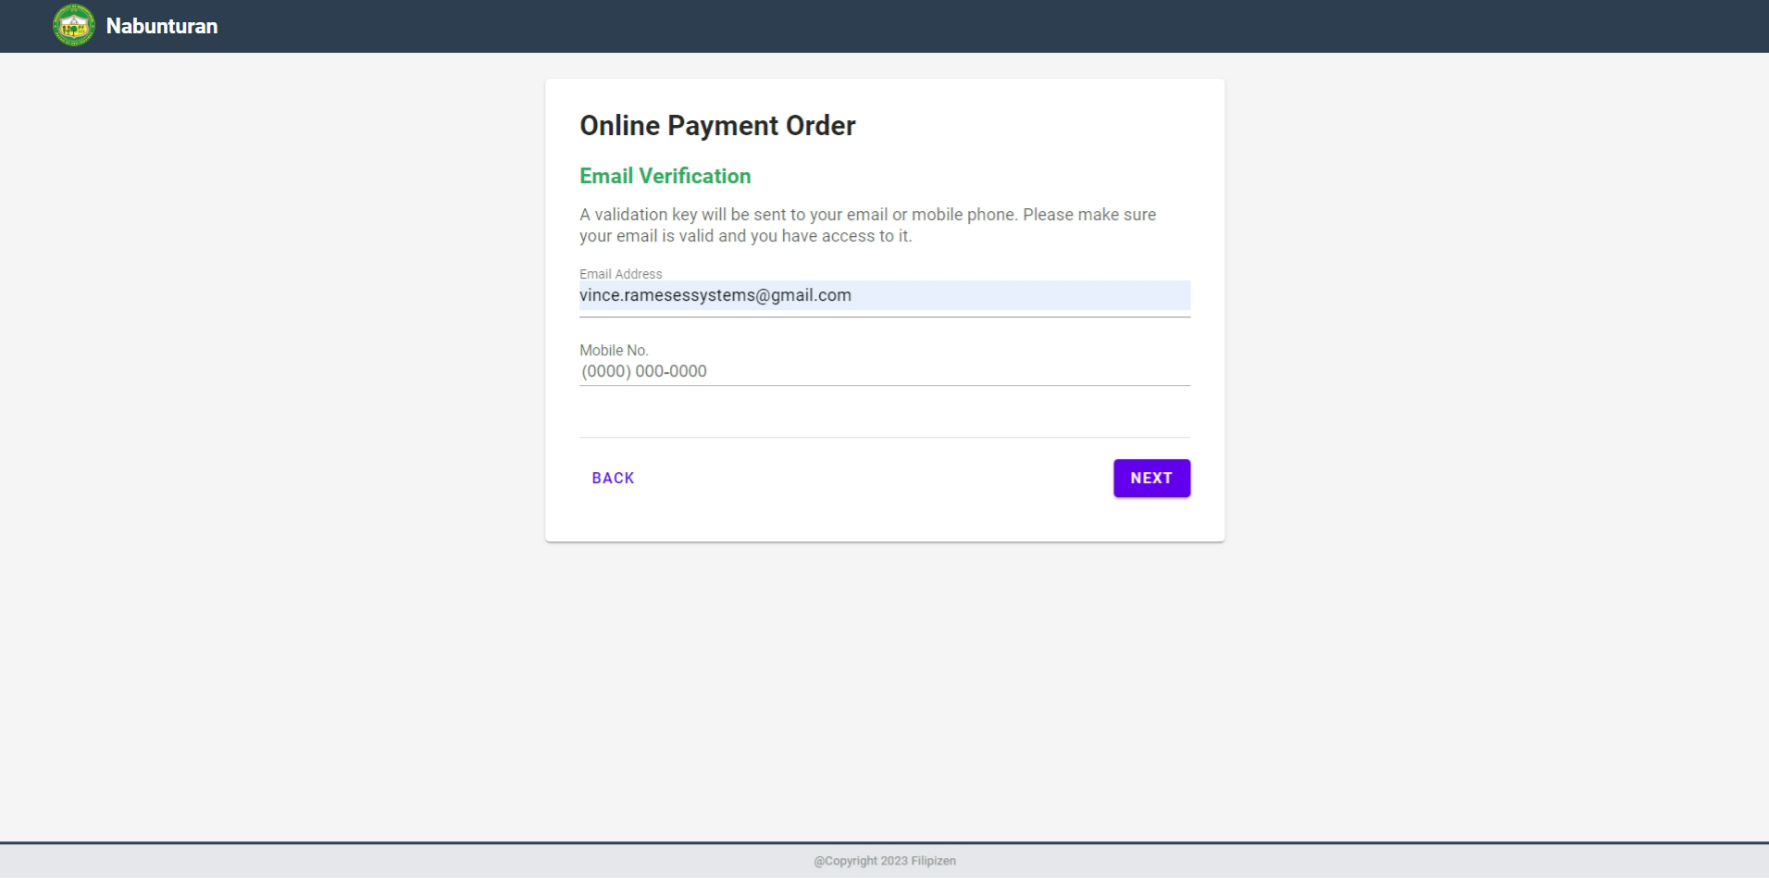 Nabunturan
Online Payment Order
Email Verification
A validation key will be sent to your email or mobile phone. Please make sure
your email is valid and you have access to it.
Email Address
vince.ramesessystems@gmail.com
Mobile No.
(0000) 000-0000
BACK
NEXT
@Copyright 2023 Filipizen